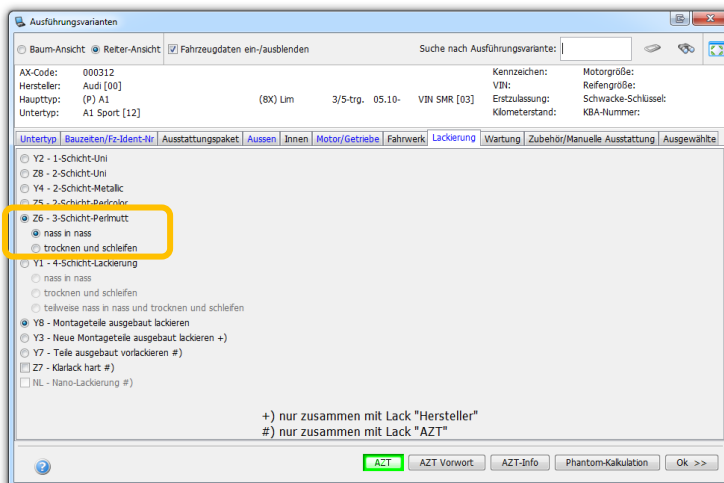 Ausführungsvarianten
Baum-Ansicht Reiter-Ansicht Fahrzeugdaten ein-/ausblenden Suche nach Ausführungsvariante:
AX-Code: 000312 Kennzeichen: Motorgröße:
Hersteller: Audi [00] VIN: Reifengröße:
Haupttyp: (P) A1 (8X) Lim 3/5-trg. 05.10- VIN SMR [03] Erstzulassung: Schwacke-Schlüssel:
Untertyp: A1 Sport [12] Kilometerstand: KBA-Nummer:
Untertyp Bauzeiten/Fz-Ident-Nr Ausstattungspaket Aussen Innen Motor/Getriebe Fahrwerk Lackierung Wartung Zubehör/Manuelle Ausstattung Ausgewählte
Y2 - 1-Schicht-Uni
Z8 - 2-Schicht-Uni
Y4 - 2-Schicht-Metallic
Z5 - 2-Schicht-Perlcolor
Z6 - 3-Schicht-Perlmutt
nass in nass
trocknen und schleifen
Y1 - 4-Schicht-Lackierung
nass in nass
trocknen und schleifen
teilweise nass in nass und trocknen und schleifen
Y8 - Montageteile ausgebaut lackieren
Y3 - Neue Montageteile ausgebaut lackieren +)
Y7 - Teile ausgebaut vorlackieren #)
Z7 - Klarlack hart #)
NL - Nano-Lackierung #)
+) nur zusammen mit Lack "Hersteller"
#) nur zusammen mit Lack "AZT"
AZT AZT Vorwort AZT-Info Phantom-Kalkulation Ok >>